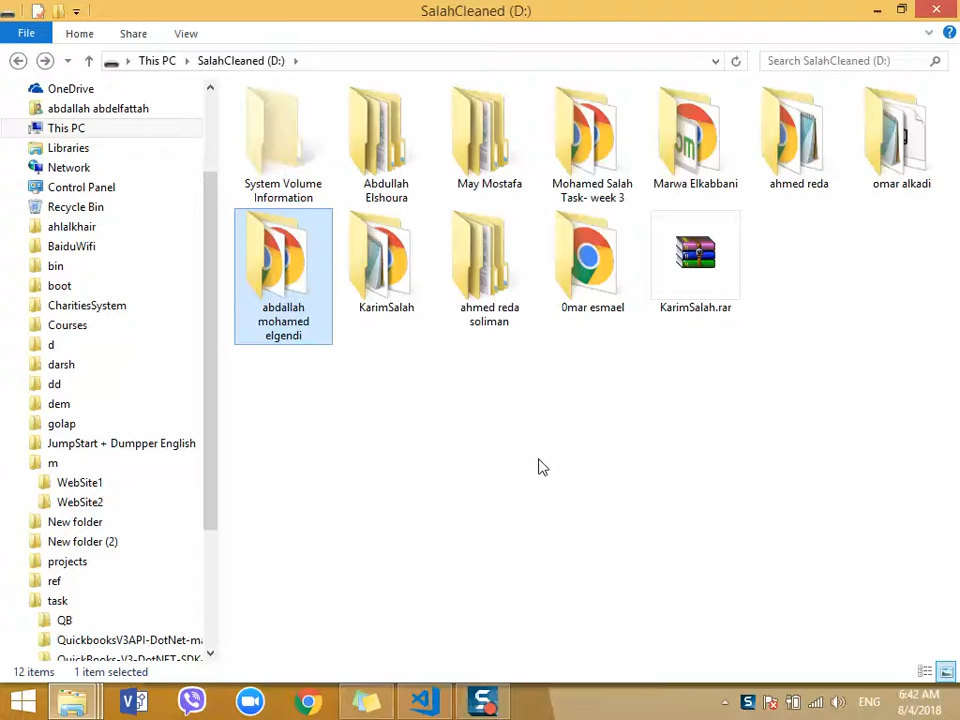 SalahCleaned (D:)
File Home Share View
This PC SalahCleaned (D:) Search SalahCleaned (D:)
OneDrive
abdallah abdelfattah
This PC
Libraries
Network
Control Panel
Recycle Bin
ahlalkhair
BaiduWifi
bin
boot
CharitiesSystem
Courses
d
darsh
dd
dem
golap
JumpStart + Dumpper English
m
WebSite1
WebSite2
New folder
New folder (2)
projects
ref
task
QB
QuickbooksV3API-DotNet-ma
QuickBooks-V3-DotNET-SDK-
System Volume
Information
Abdullah
Elshoura
May Mostafa
Mohamed Salah
Task- week 3
Marwa Elkabbani
ahmed reda
omar alkadi
abdallah
mohamed
elgendi
KarimSalah
ahmed reda
soliman
0mar esmael
KarimSalah.rar
12 items 1 item selected
ENG
6:42 AM
8/4/2018